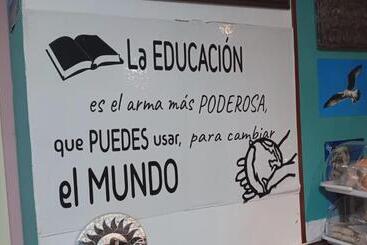 La EDUCACIÓN
es el arma más PODEROSA,
que PUEDES usar, para cambiar
el MUNDO